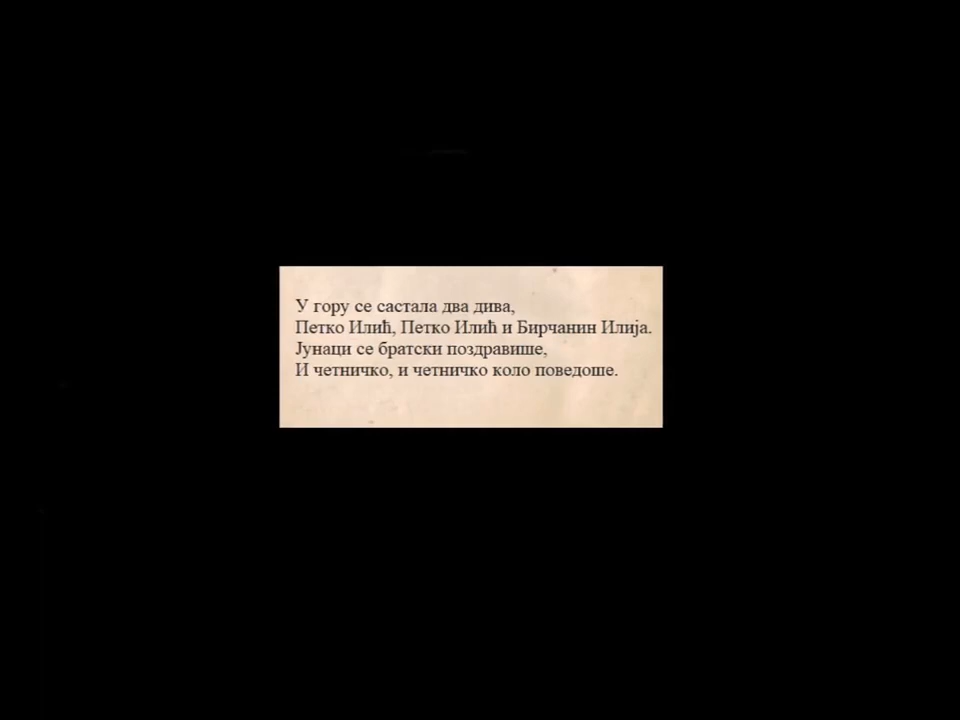 У гору се састала два дива,
Петко Илић, Петко Илић и Бирчанин Илија.
Јунаци се братски поздравише,
И четничко, и четничко коло поведоше.